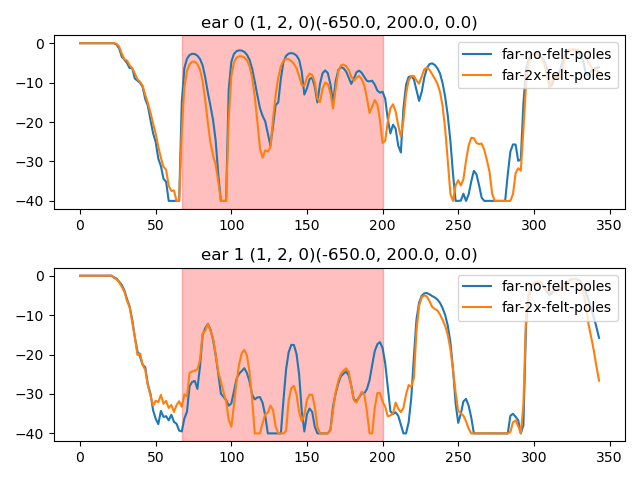 ear 0 (1, 2, 0)(-650.0, 200.0, 0.0)
0
−10
−20
−30
−40
far-no-felt-poles
far-2x-felt-poles
0 50 100 150 200 250 300 350
ear 1 (1, 2, 0)(-650.0, 200.0, 0.0)
0
−10
−20
−30
−40
far-no-felt-poles
far-2x-felt-poles
0 50 100 150 200 250 300 350